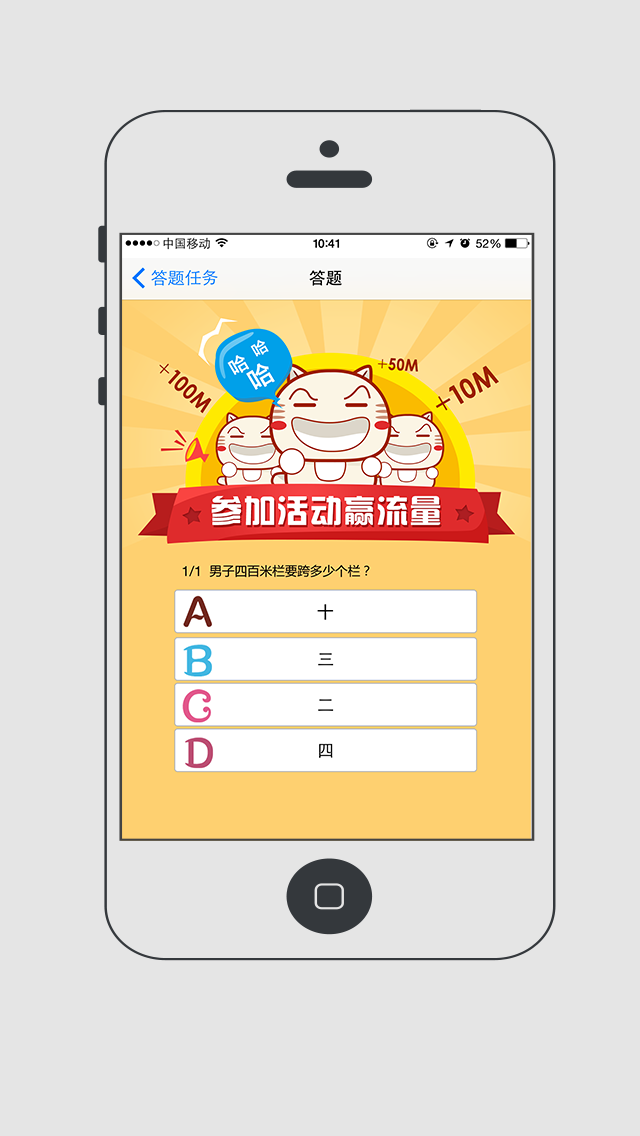 中国移动 10:41 52%
答题任务 答题
哈哈哈
+100M +50M +10M
参加活动赢流量
1/1 男子四百米栏要跨多少个栏？
A 十
B 三
C 二
D 四